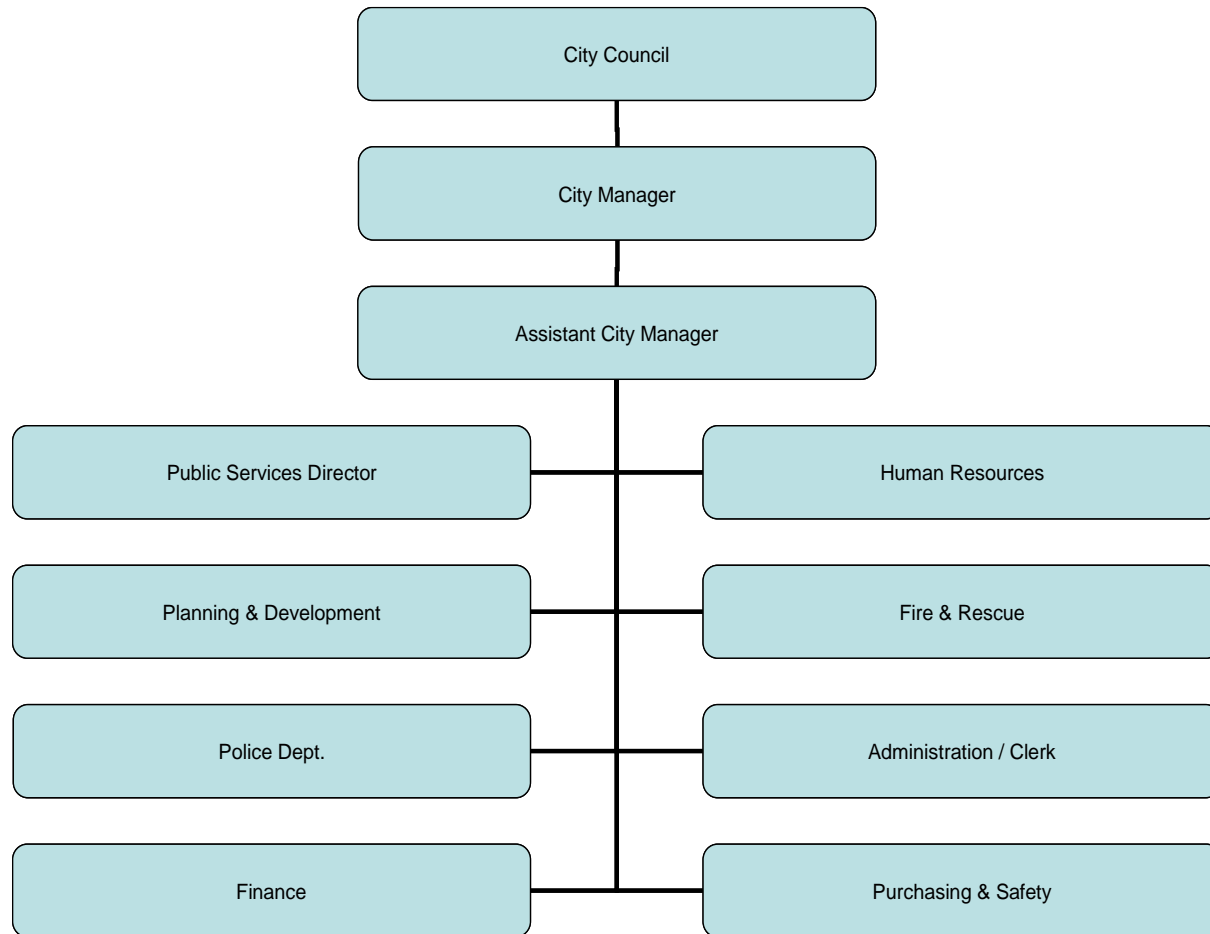 City Council
City Manager
Assistant City Manager
Public Services Director
Human Resources
Planning & Development
Fire & Rescue
Police Dept.
Administration / Clerk
Finance
Purchasing & Safety